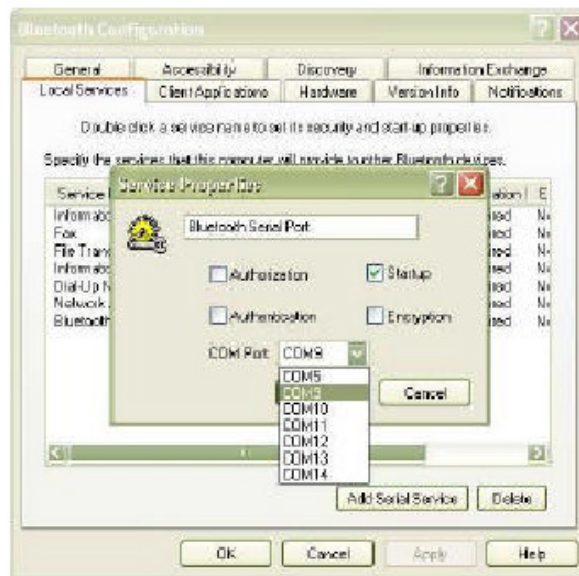 Bluetooth Configuration
General Accessibility Discovery Information Exchange
Local Services Client Applications Hardware Version Info Notifications
Double-click a service name to set its security and start-up properties.
Specify the services that this computer will provide to other Bluetooth devices.
Service Properties
Service
Bluetooth Serial Port
Fax
File Trans
Dial-Up N
Network
Bluetooth
Authorization Startup
Authentication Encryption
COM Port: COM9
COM9
COM10
COM11
COM12
COM13
COM14
Cancel
Add Serial Service Delete
OK Cancel Apply Help